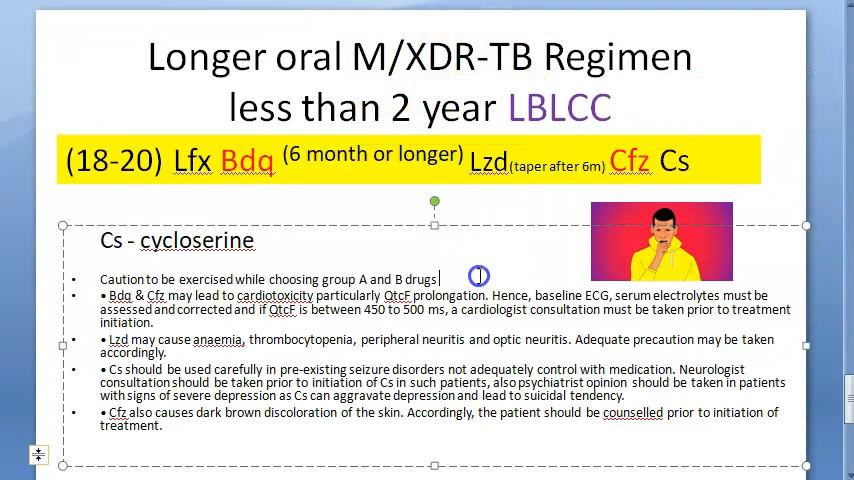 Longer oral M/XDR-TB Regimen
less than 2 year LBLCC
(18-20) Lfx Bdq (6 month or longer) Lzd(taper after 6m) Cfz Cs
Cs - cycloserine
• Caution to be exercised while choosing group A and B drugs
• • Bdq & Cfz may lead to cardiotoxicity particularly QtcF prolongation. Hence, baseline ECG, serum electrolytes must be
assessed and corrected and if QtcF is between 450 to 500 ms, a cardiologist consultation must be taken prior to treatment
initiation.
• • Lzd may cause anaemia, thrombocytopenia, peripheral neuritis and optic neuritis. Adequate precaution may be taken
accordingly.
• • Cs should be used carefully in pre-existing seizure disorders not adequately control with medication. Neurologist
consultation should be taken prior to initiation of Cs in such patients, also psychiatrist opinion should be taken in patients
with signs of severe depression as Cs can aggravate depression and lead to suicidal tendency.
• • Cfz also causes dark brown discoloration of the skin. Accordingly, the patient should be counselled prior to initiation of
treatment.